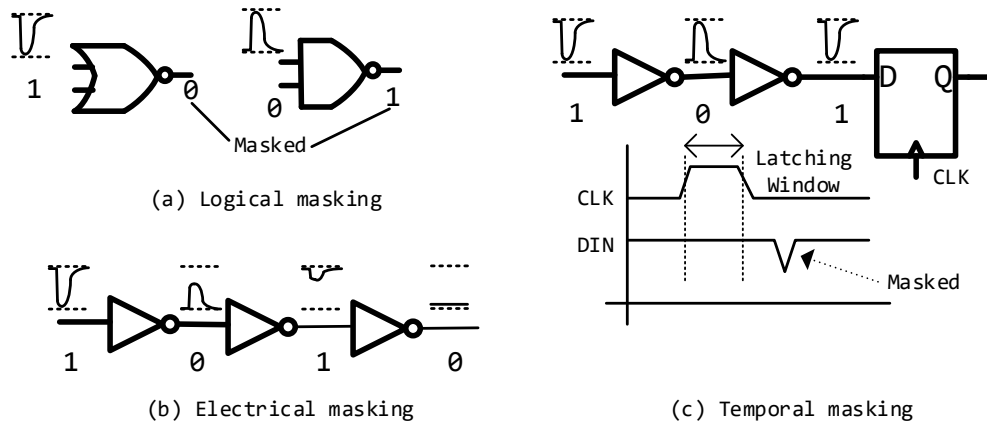 1
0
Masked
0
1
(a) Logical masking
1
0
1
0
(b) Electrical masking
1
0
1
D
Q
CLK
Latching
Window
CLK
DIN
Masked
(c) Temporal masking